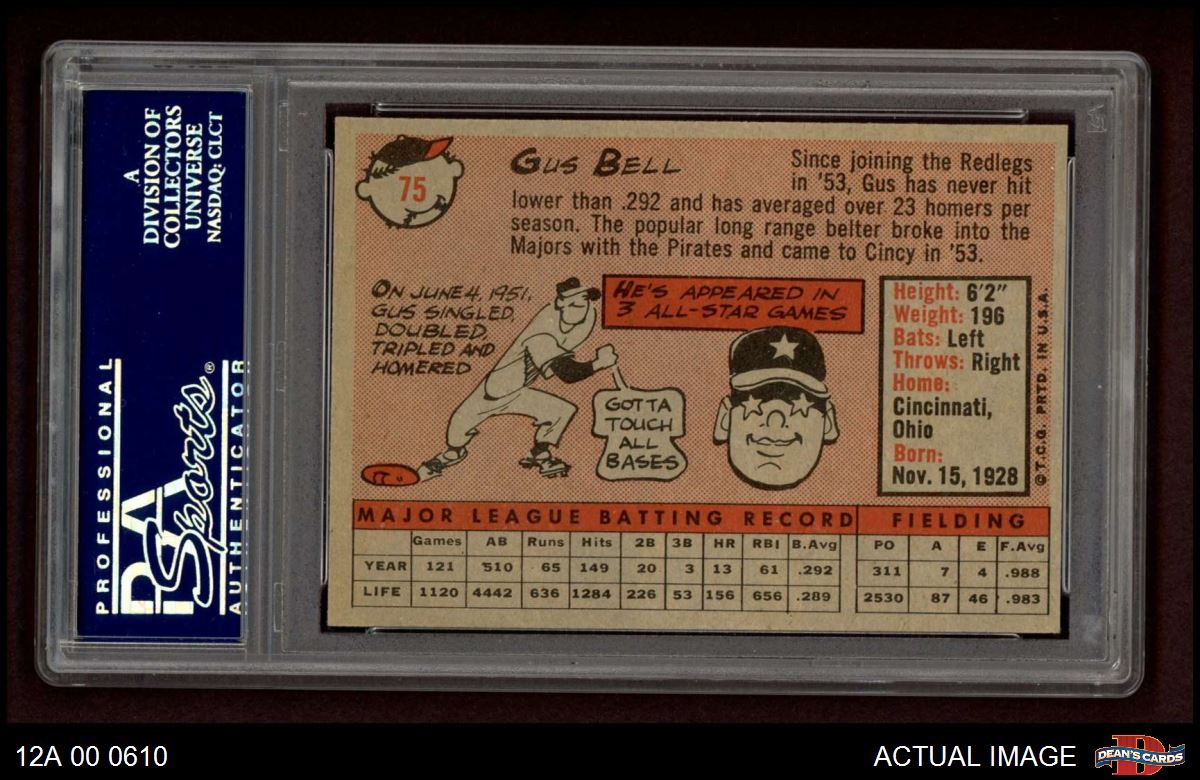 A
DIVISION OF
COLLECTORS
UNIVERSE
NASDAQ: CLCT
PROFESSIONAL
PSA
Sports®
AUTHENTICATOR
75
GUS BELL
Since joining the Redlegs
in '53, Gus has never hit
lower than .292 and has averaged over 23 homers per
season. The popular long range belter broke into the
Majors with the Pirates and came to Cincy in '53.
ON JUNE 4, 1951,
GUS SINGLED,
DOUBLED,
TRIPLED AND
HOMERED
HE'S APPEARED IN
3 ALL-STAR GAMES
GOTTA
TOUCH
ALL
BASES
Height: 6'2"
Weight: 196
Bats: Left
Throws: Right
Home:
Cincinnati,
Ohio
Born:
Nov. 15, 1928
© T.C.G. PRTD. IN U.S.A.
MAJOR LEAGUE BATTING RECORD FIELDING
Games AB Runs Hits 2B 3B HR RBI B.Avg PO A E F.Avg
YEAR 121 510 65 149 20 3 13 61 .292 311 7 4 .988
LIFE 1120 4442 636 1284 226 53 156 656 .289 2530 87 46 .983
12A 00 0610
ACTUAL IMAGE
D
DEAN'S CARDS